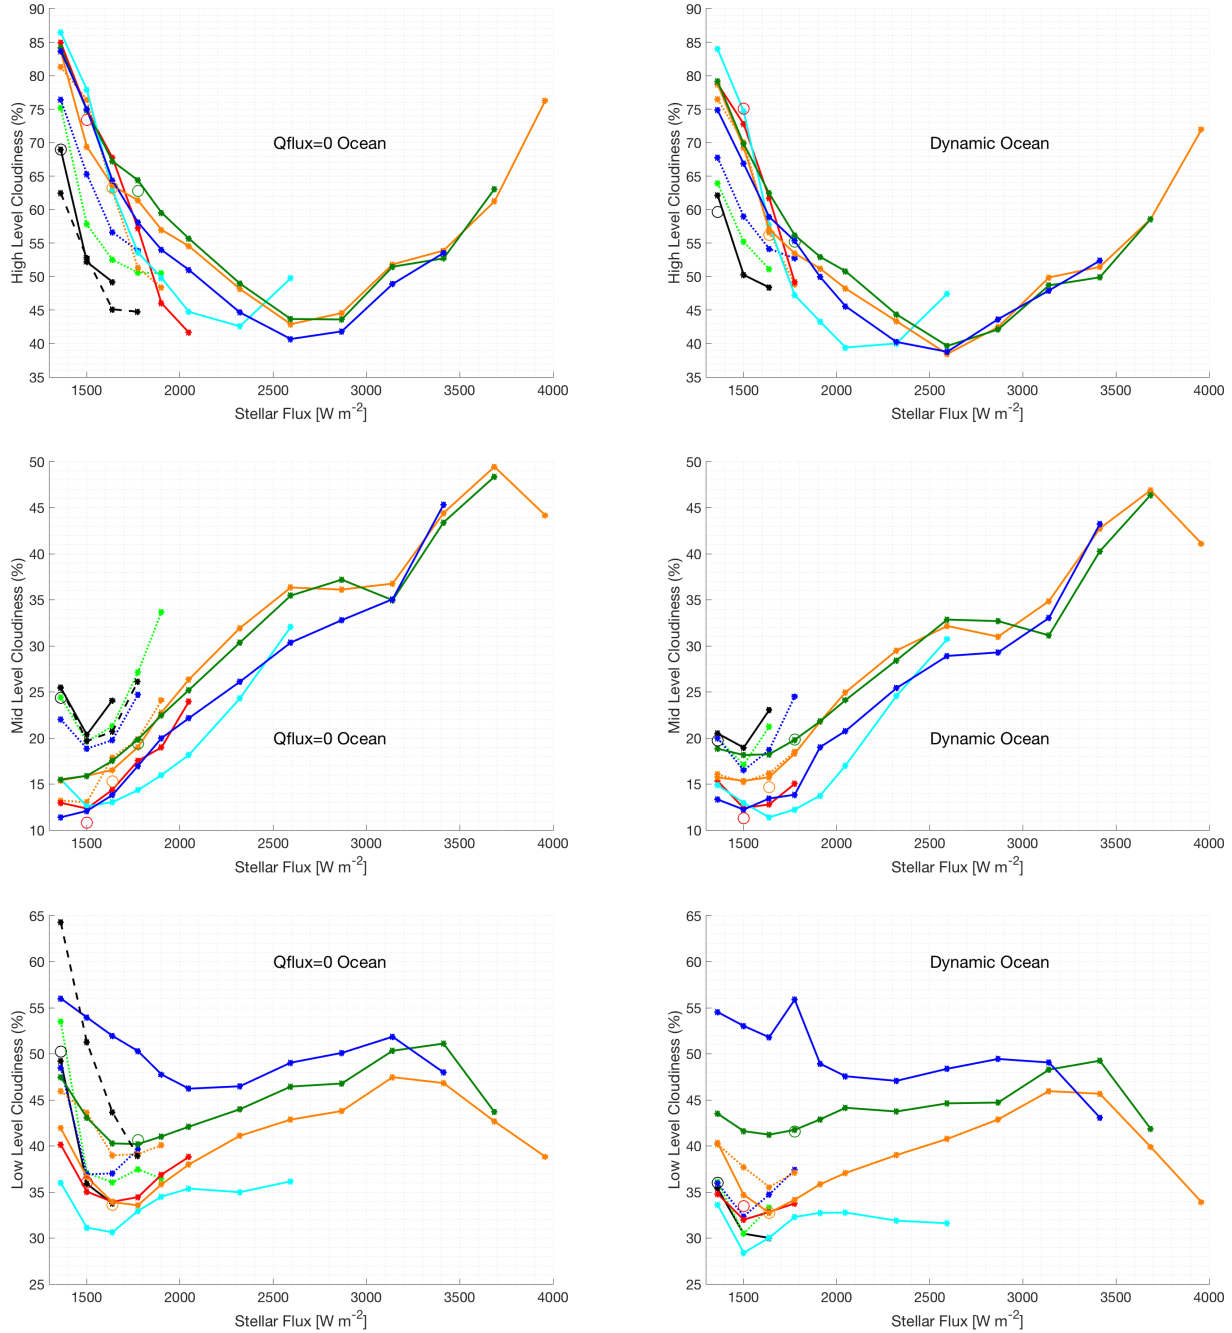 90
85
80
75
70
65
60
55
50
45
40
35
High Level Cloudiness (%)
Qflux=0 Ocean
1500 2000 2500 3000 3500 4000
Stellar Flux [W m⁻²]
90
85
80
75
70
65
60
55
50
45
40
35
High Level Cloudiness (%)
Dynamic Ocean
1500 2000 2500 3000 3500 4000
Stellar Flux [W m⁻²]
50
45
40
35
30
25
20
15
10
Mid Level Cloudiness (%)
Qflux=0 Ocean
1500 2000 2500 3000 3500 4000
Stellar Flux [W m⁻²]
50
45
40
35
30
25
20
15
10
Mid Level Cloudiness (%)
Dynamic Ocean
1500 2000 2500 3000 3500 4000
Stellar Flux [W m⁻²]
65
60
55
50
45
40
35
30
25
Low Level Cloudiness (%)
Qflux=0 Ocean
1500 2000 2500 3000 3500 4000
Stellar Flux [W m⁻²]
65
60
55
50
45
40
35
30
25
Low Level Cloudiness (%)
Dynamic Ocean
1500 2000 2500 3000 3500 4000
Stellar Flux [W m⁻²]